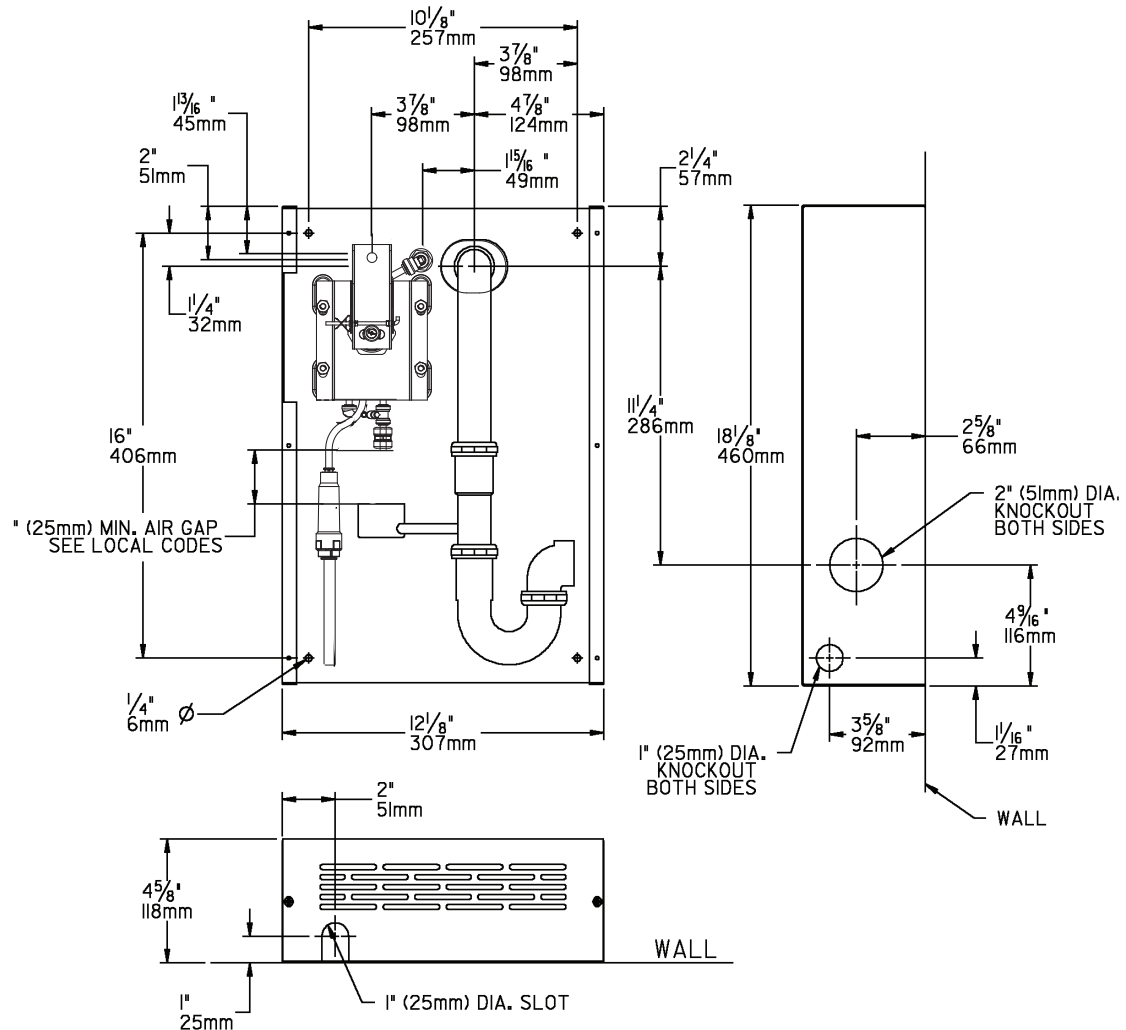 10 1/8"
257mm
3 7/8"
98mm
1 13/16 "
45mm
3 7/8"
98mm
4 7/8"
124mm
2"
51mm
1 15/16 "
49mm
2 1/4"
57mm
1 1/4"
32mm
11 1/4"
286mm
18 1/8"
460mm
2 5/8"
66mm
16"
406mm
2" (51mm) DIA.
KNOCKOUT
BOTH SIDES
" (25mm) MIN. AIR GAP
SEE LOCAL CODES
4 9/16 "
116mm
1/4"
6mm Ø
12 1/8"
307mm
3 5/8"
92mm
1 1/16"
27mm
1" (25mm) DIA.
KNOCKOUT
BOTH SIDES
WALL
2"
51mm
4 5/8"
118mm
WALL
1"
25mm
1" (25mm) DIA. SLOT